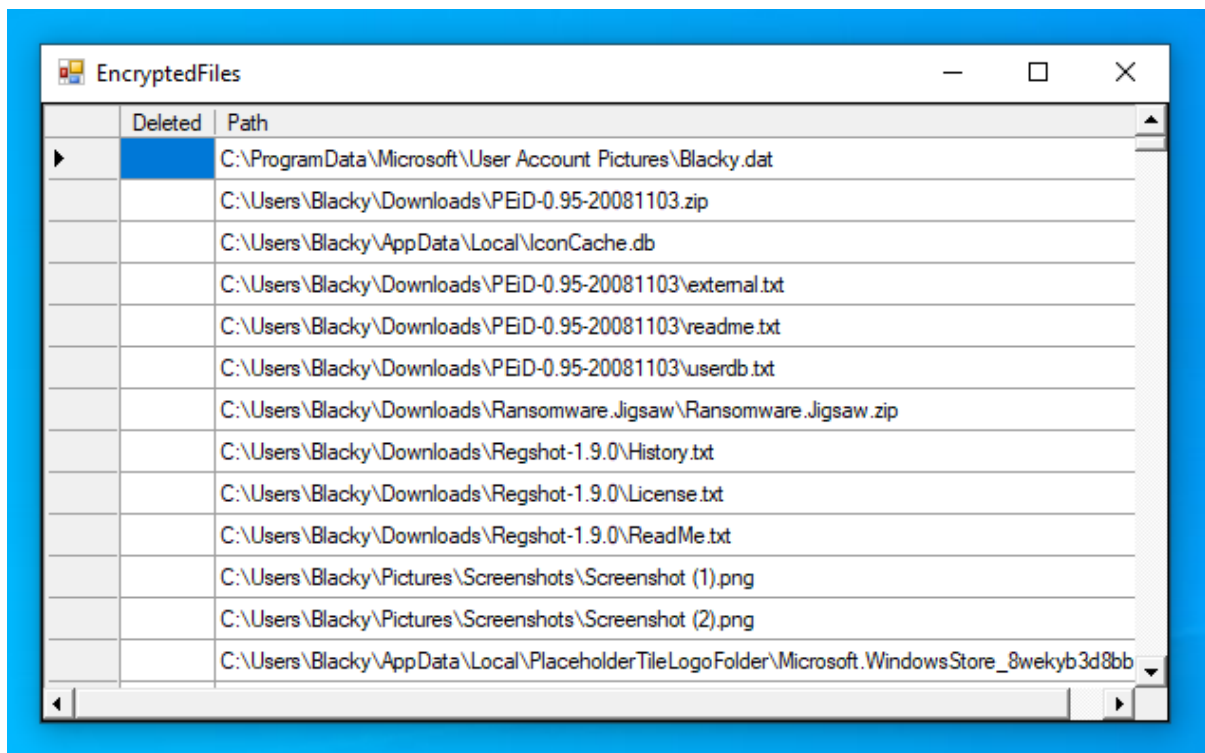 EncryptedFiles
Deleted Path
C:\ProgramData\Microsoft\User Account Pictures\Blacky.dat
C:\Users\Blacky\Downloads\PEiD-0.95-20081103.zip
C:\Users\Blacky\AppData\Local\IconCache.db
C:\Users\Blacky\Downloads\PEiD-0.95-20081103\external.txt
C:\Users\Blacky\Downloads\PEiD-0.95-20081103\readme.txt
C:\Users\Blacky\Downloads\PEiD-0.95-20081103\userdb.txt
C:\Users\Blacky\Downloads\Ransomware.Jigsaw\Ransomware.Jigsaw.zip
C:\Users\Blacky\Downloads\Regshot-1.9.0\History.txt
C:\Users\Blacky\Downloads\Regshot-1.9.0\License.txt
C:\Users\Blacky\Downloads\Regshot-1.9.0\ReadMe.txt
C:\Users\Blacky\Pictures\Screenshots\Screenshot (1).png
C:\Users\Blacky\Pictures\Screenshots\Screenshot (2).png
C:\Users\Blacky\AppData\Local\PlaceholderTileLogoFolder\Microsoft.WindowsStore_8wekyb3d8bb